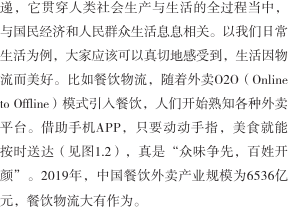 递，它贯穿人类社会生产与生活的全过程当中，
与国民经济和人民群众生活息息相关。以我们日常
生活为例，大家应该可以真切地感受到，生活因物
流而美好。比如餐饮物流，随着外卖O2O（Online
to Offline）模式引入餐饮，人们开始熟知各种外卖
平台。借助手机APP，只要动动手指，美食就能
按时送达（见图1.2），真是“众味争先，百姓开
颜”。2019年，中国餐饮外卖产业规模为6536亿
元，餐饮物流大有作为。